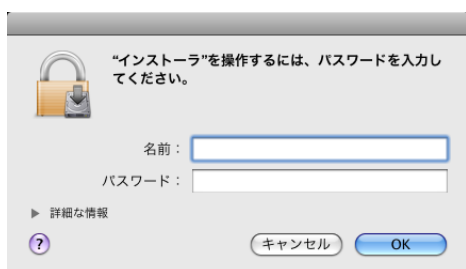 “インストーラ”を操作するには、パスワードを入力し
てください。
名前：
パスワード：
▶ 詳細な情報
? キャンセル OK